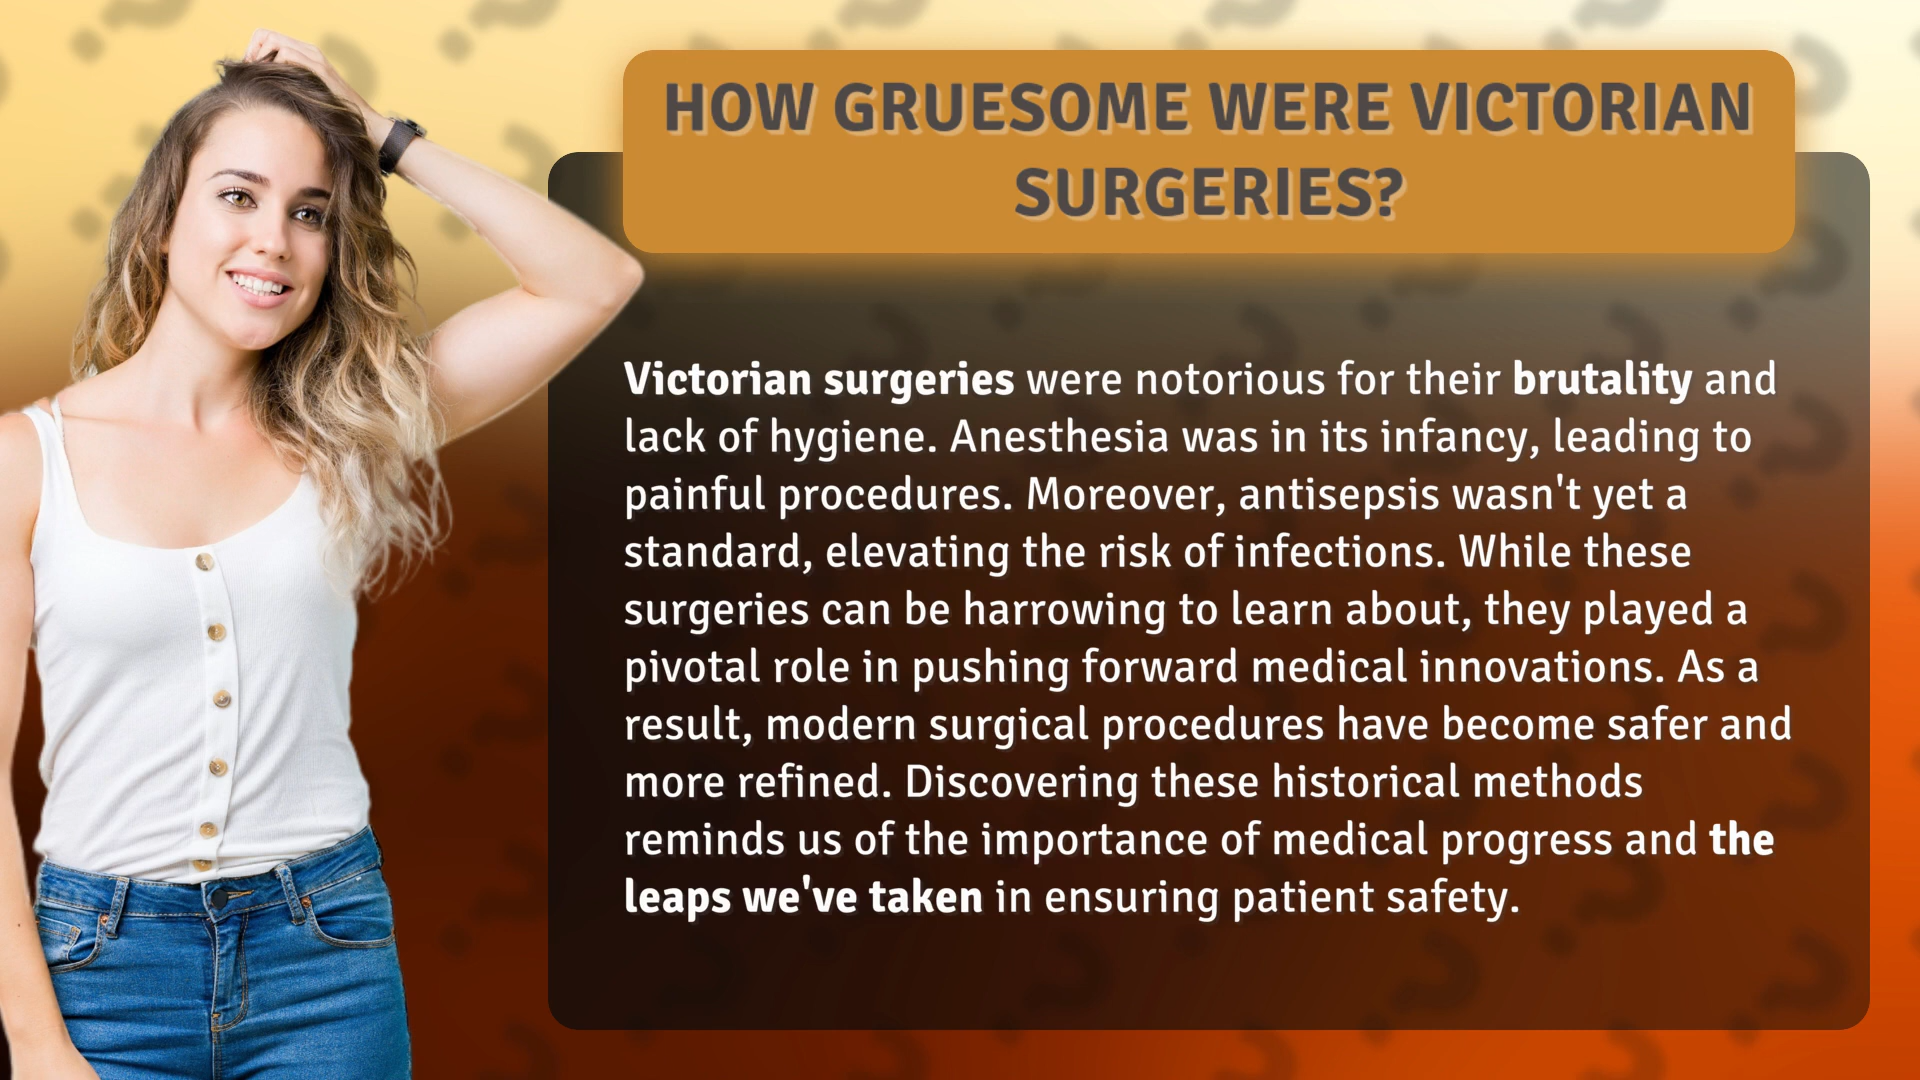 HOW GRUESOME WERE VICTORIAN
SURGERIES?
Victorian surgeries were notorious for their brutality and
lack of hygiene. Anesthesia was in its infancy, leading to
painful procedures. Moreover, antisepsis wasn't yet a
standard, elevating the risk of infections. While these
surgeries can be harrowing to learn about, they played a
pivotal role in pushing forward medical innovations. As a
result, modern surgical procedures have become safer and
more refined. Discovering these historical methods
reminds us of the importance of medical progress and the
leaps we've taken in ensuring patient safety.